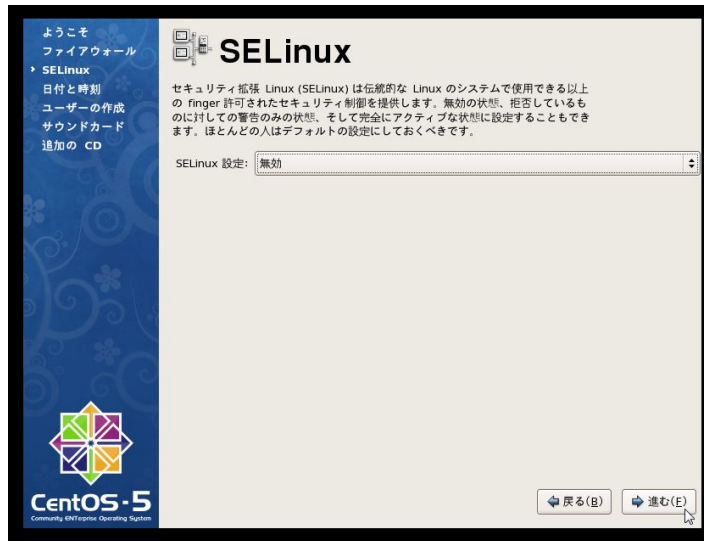 ようこそ
ファイアウォール
SELinux
日付と時刻
ユーザーの作成
サウンドカード
追加の CD
SELinux
セキュリティ拡張 Linux (SELinux) は伝統的な Linux のシステムで使用できる以上
の finger 許可されたセキュリティ制御を提供します。無効の状態、拒否しているも
のに対しての警告のみの状態、そして完全にアクティブな状態に設定することもでき
ます。ほとんどの人はデフォルトの設定にしておくべきです。
SELinux 設定: 無効
CentOS-5
Community ENTerprise Operating System
戻る(B) 進む(F)